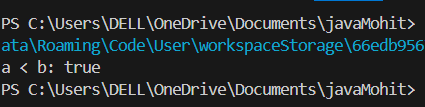 PS C:\Users\DELL\OneDrive\Documents\javaMohit>
ata\Roaming\Code\User\workspaceStorage\66edb956
a < b: true
PS C:\Users\DELL\OneDrive\Documents\javaMohit>